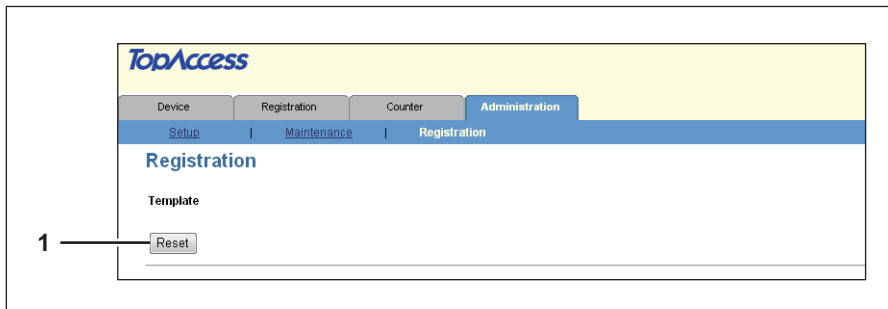 TopAccess
Device Registration Counter Administration
Setup | Maintenance | Registration
Registration
Template
1 Reset